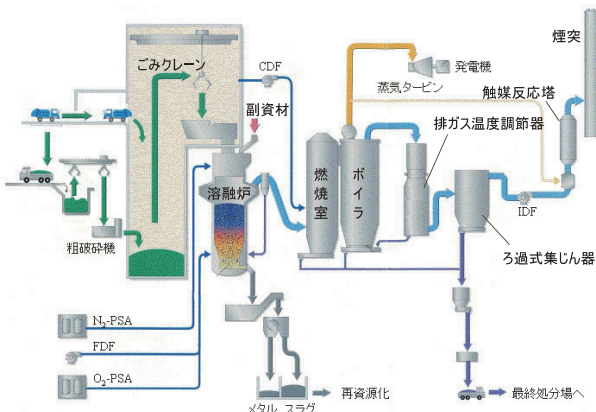 煙突
ごみクレーン
CDF
発電機
蒸気タービン
触媒反応塔
副資材
排ガス温度調節器
燃焼室
ボイラ
溶融炉
IDF
粗破砕機
ろ過式集じん器
N2-PSA
FDF
O2-PSA
再資源化
最終処分場へ
メタル スラグ